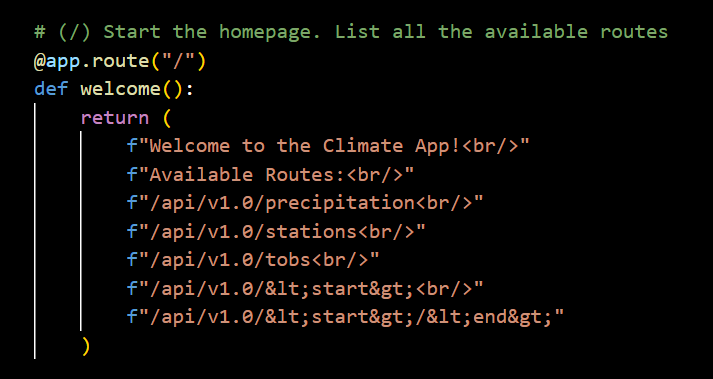 # (/) Start the homepage. List all the available routes
@app.route("/")
def welcome():
    return (
        f"Welcome to the Climate App!<br/>"
        f"Available Routes:<br/>"
        f"/api/v1.0/precipitation<br/>"
        f"/api/v1.0/stations<br/>"
        f"/api/v1.0/tobs<br/>"
        f"/api/v1.0/&lt;start&gt;<br/>"
        f"/api/v1.0/&lt;start&gt;/&lt;end&gt;"
    )